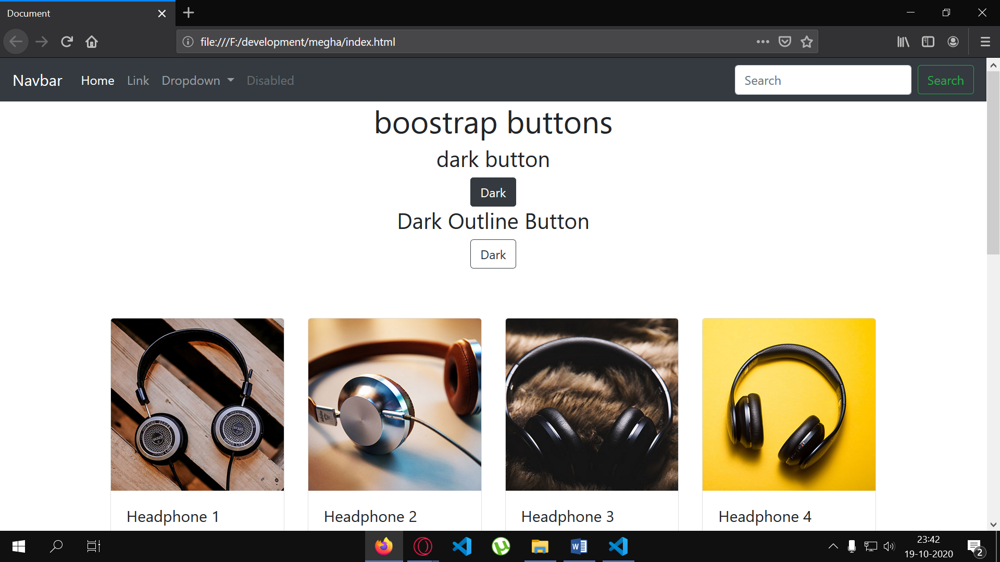 Document
file:///F:/development/megha/index.html
Navbar Home Link Dropdown Disabled Search Search
boostrap buttons
dark button
Dark
Dark Outline Button
Dark
Headphone 1 Headphone 2 Headphone 3 Headphone 4
23:42
19-10-2020
2